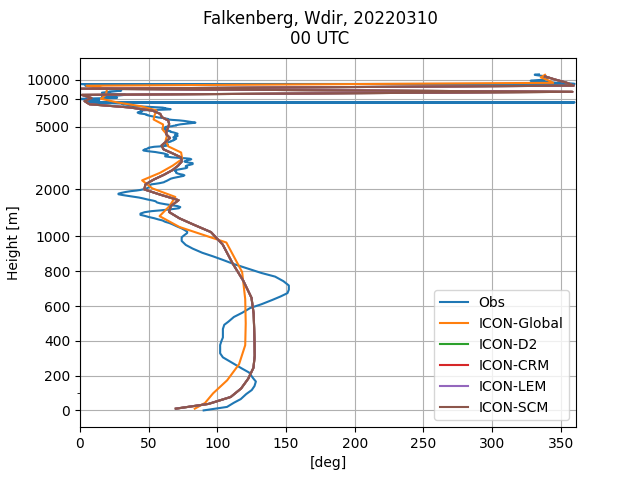 Falkenberg, Wdir, 20220310
00 UTC
10000
7500
5000
2000
1000
800
600
400
200
0
Height [m]
0 50 100 150 200 250 300 350
[deg]
Obs
ICON-Global
ICON-D2
ICON-CRM
ICON-LEM
ICON-SCM